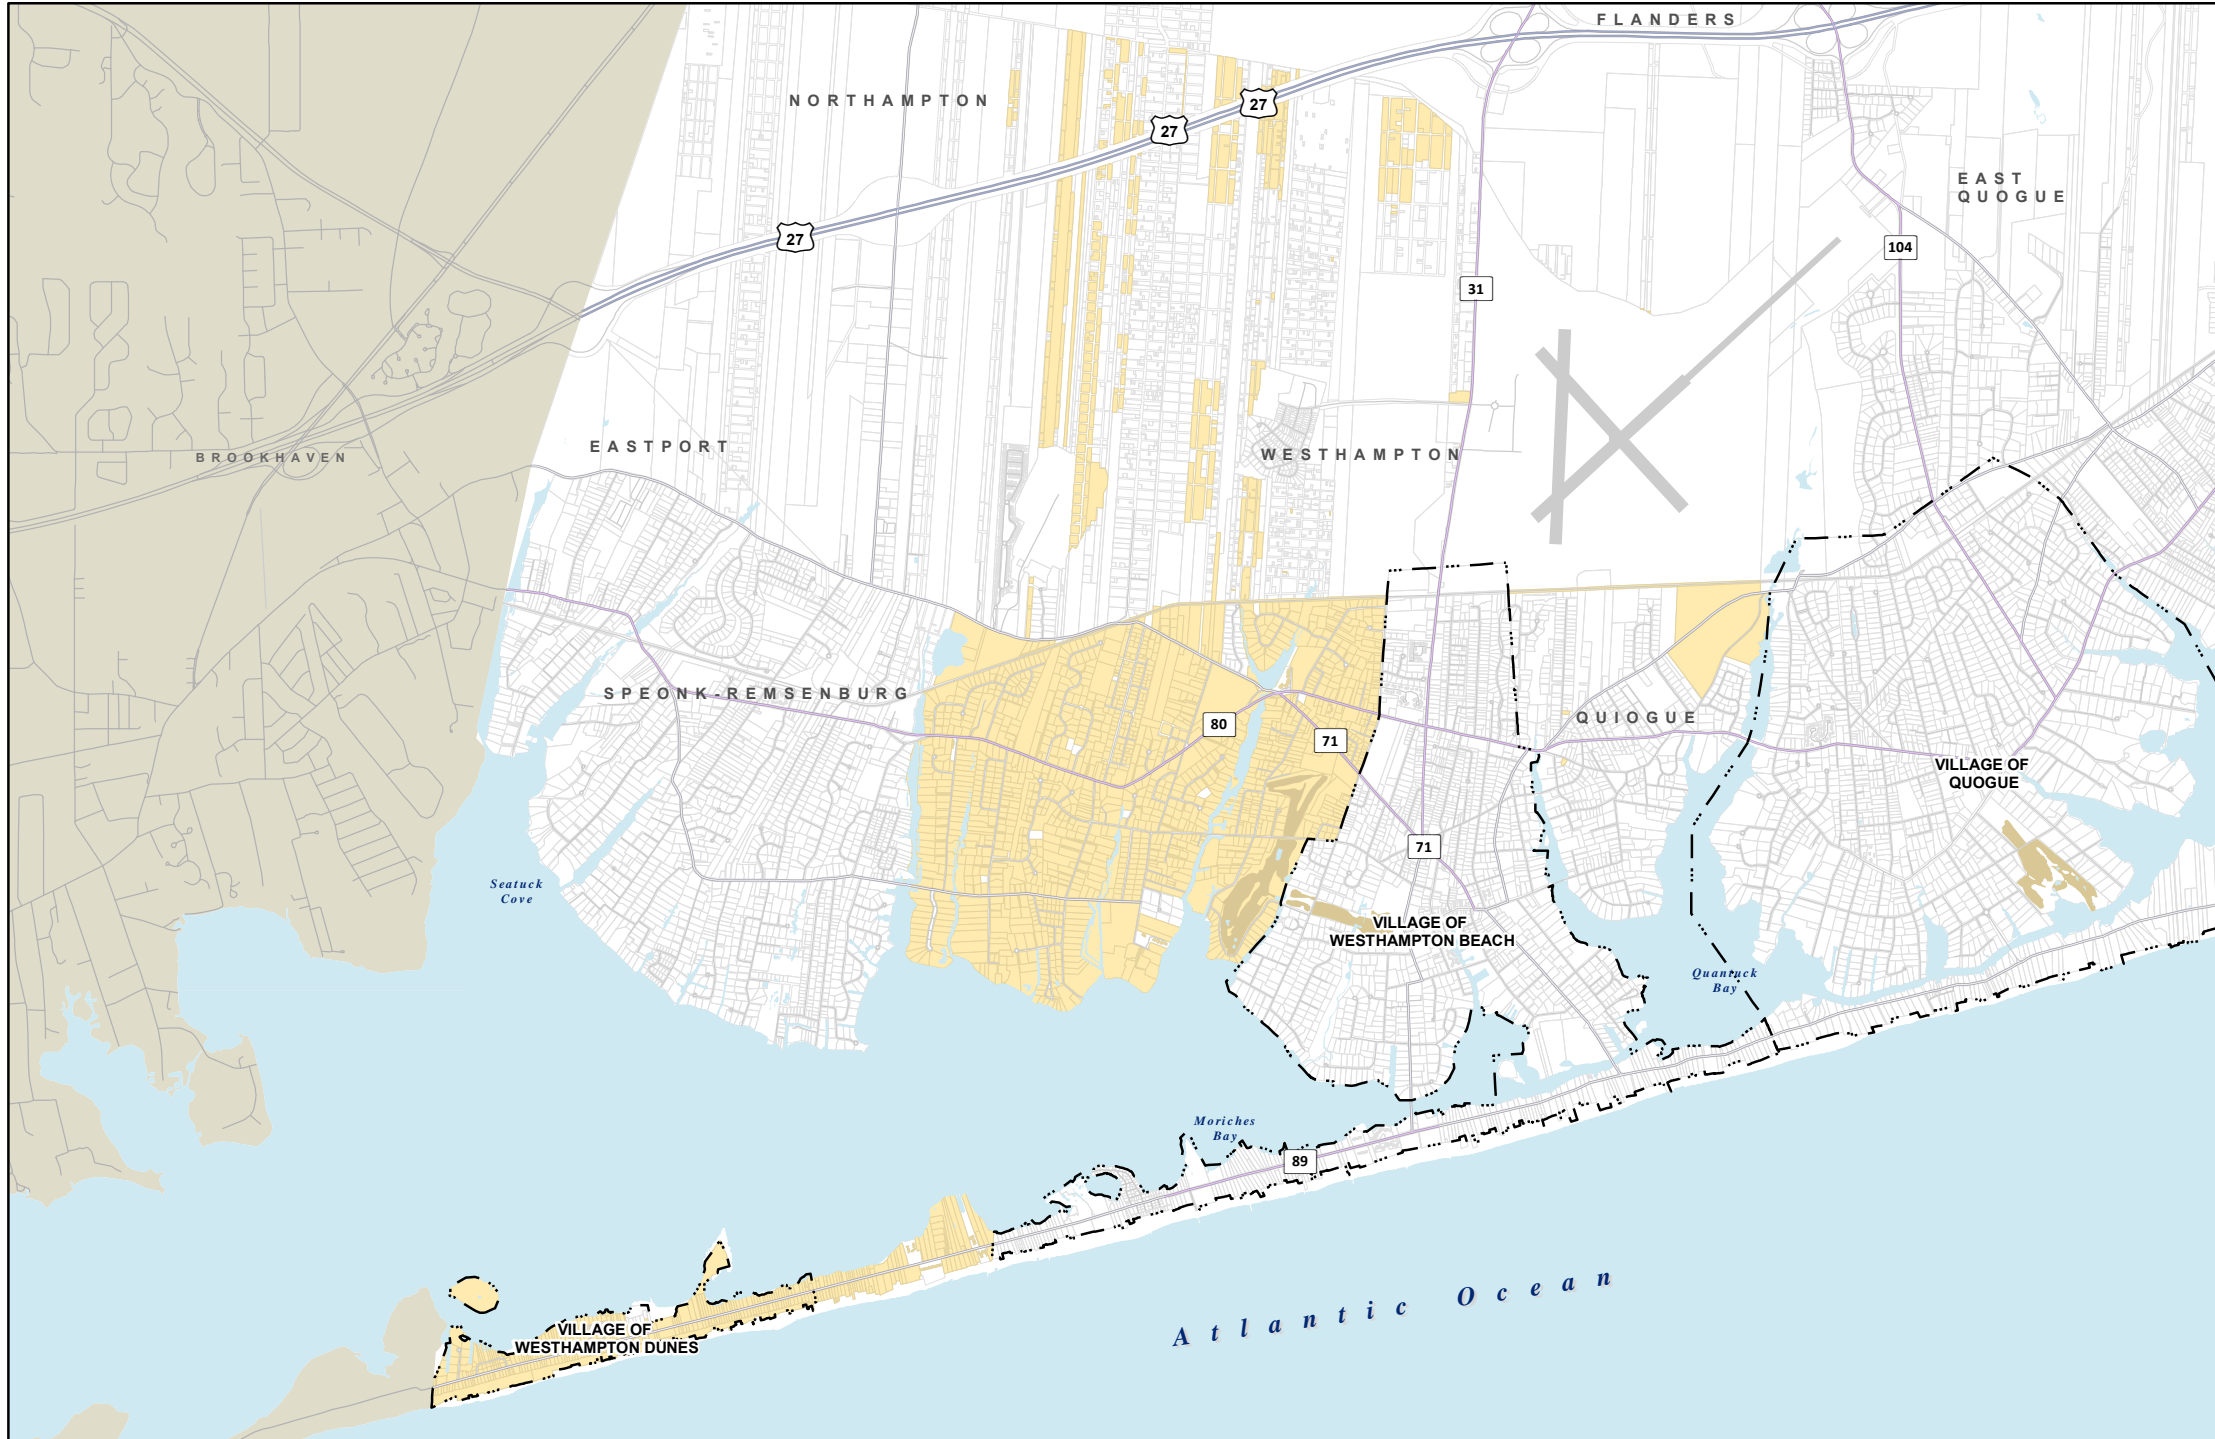 FLANDERS
NORTHAMPTON
27
27
EAST
QUOGUE
27
104
31
EASTPORT
WESTHAMPTON
BROOKHAVEN
SPEONK-REMSENBURG
80
71
QUIOGUE
VILLAGE OF
QUOGUE
71
Seatuck
Cove
VILLAGE OF
WESTHAMPTON BEACH
Quantuck
Bay
Moriches
Bay
89
Atlantic Ocean
VILLAGE OF
WESTHAMPTON DUNES